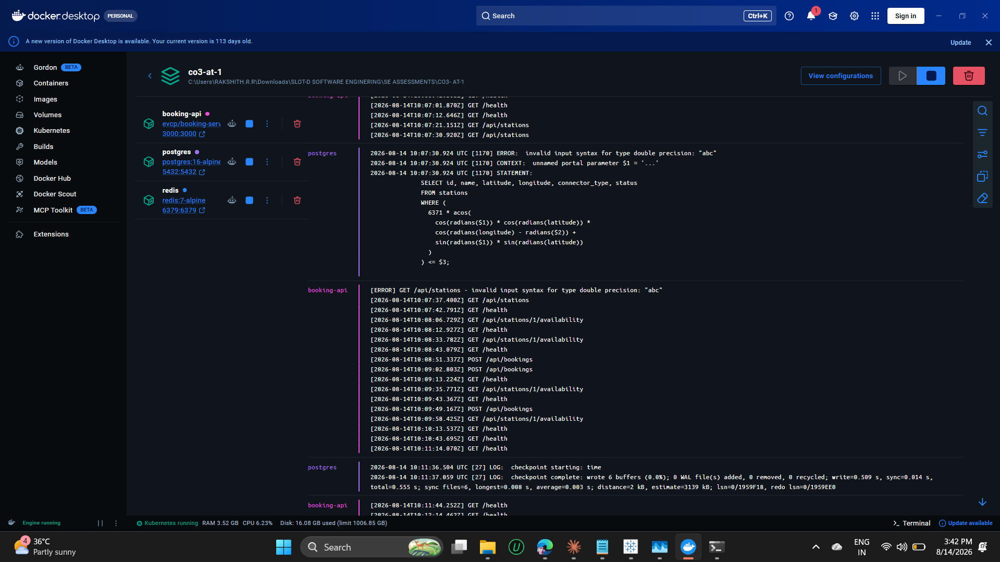 docker.desktop PERSONAL
Search Ctrl+K
1
Sign in
A new version of Docker Desktop is available. Your current version is 113 days old.
Update
Gordon BETA
Containers
Images
Volumes
Kubernetes
Builds
Models
Docker Hub
Docker Scout
MCP Toolkit BETA
Extensions
co3-at-1
C:\Users\RAKSHITH.R.R\Downloads\SLOT-D SOFTWARE ENGINERING\SE ASSESSMENTS\CO3- AT-1
View configurations
booking-api
evcp/booking-serv
3000:3000
postgres
postgres:16-alpine
5432:5432
redis
redis:7-alpine
6379:6379
[2026-08-14T10:07:01.870Z] GET /health
[2026-08-14T10:07:12.646Z] GET /health
[2026-08-14T10:07:21.151Z] GET /api/stations
[2026-08-14T10:07:30.920Z] GET /api/stations
postgres
2026-08-14 10:07:30.924 UTC [1170] ERROR:  invalid input syntax for type double precision: "abc"
2026-08-14 10:07:30.924 UTC [1170] CONTEXT:  unnamed portal parameter $1 = '...'
2026-08-14 10:07:30.924 UTC [1170] STATEMENT:
SELECT id, name, latitude, longitude, connector_type, status
FROM stations
WHERE (
6371 * acos(
cos(radians($1)) * cos(radians(latitude)) *
cos(radians(longitude) - radians($2)) +
sin(radians($1)) * sin(radians(latitude))
)
) <= $3;
booking-api
[ERROR] GET /api/stations - invalid input syntax for type double precision: "abc"
[2026-08-14T10:07:37.400Z] GET /api/stations
[2026-08-14T10:07:42.791Z] GET /health
[2026-08-14T10:08:06.729Z] GET /api/stations/1/availability
[2026-08-14T10:08:12.927Z] GET /health
[2026-08-14T10:08:33.782Z] GET /api/stations/1/availability
[2026-08-14T10:08:43.079Z] GET /health
[2026-08-14T10:08:51.337Z] POST /api/bookings
[2026-08-14T10:09:02.803Z] POST /api/bookings
[2026-08-14T10:09:13.224Z] GET /health
[2026-08-14T10:09:35.771Z] GET /api/stations/1/availability
[2026-08-14T10:09:43.367Z] GET /health
[2026-08-14T10:09:49.167Z] POST /api/bookings
[2026-08-14T10:09:58.425Z] GET /api/stations/1/availability
[2026-08-14T10:10:13.537Z] GET /health
[2026-08-14T10:10:43.695Z] GET /health
[2026-08-14T10:11:14.070Z] GET /health
postgres
2026-08-14 10:11:36.504 UTC [27] LOG:  checkpoint starting: time
2026-08-14 10:11:37.059 UTC [27] LOG:  checkpoint complete: wrote 6 buffers (0.0%); 0 WAL file(s) added, 0 removed, 0 recycled; write=0.509 s, sync=0.014 s,
total=0.555 s; sync files=6, longest=0.008 s, average=0.003 s; distance=2 kB, estimate=3139 kB; lsn=0/1959F18, redo lsn=0/1959EE0
booking-api
[2026-08-14T10:11:44.252Z] GET /health
[2026-08-14T10:12:14.462Z] GET /health
Engine running
Kubernetes running RAM 3.52 GB CPU 6.23% Disk: 16.08 GB used (limit 1006.85 GB)
Terminal
Update available
4
36°C
Partly sunny
Search
ENG
IN
3:42 PM
8/14/2026